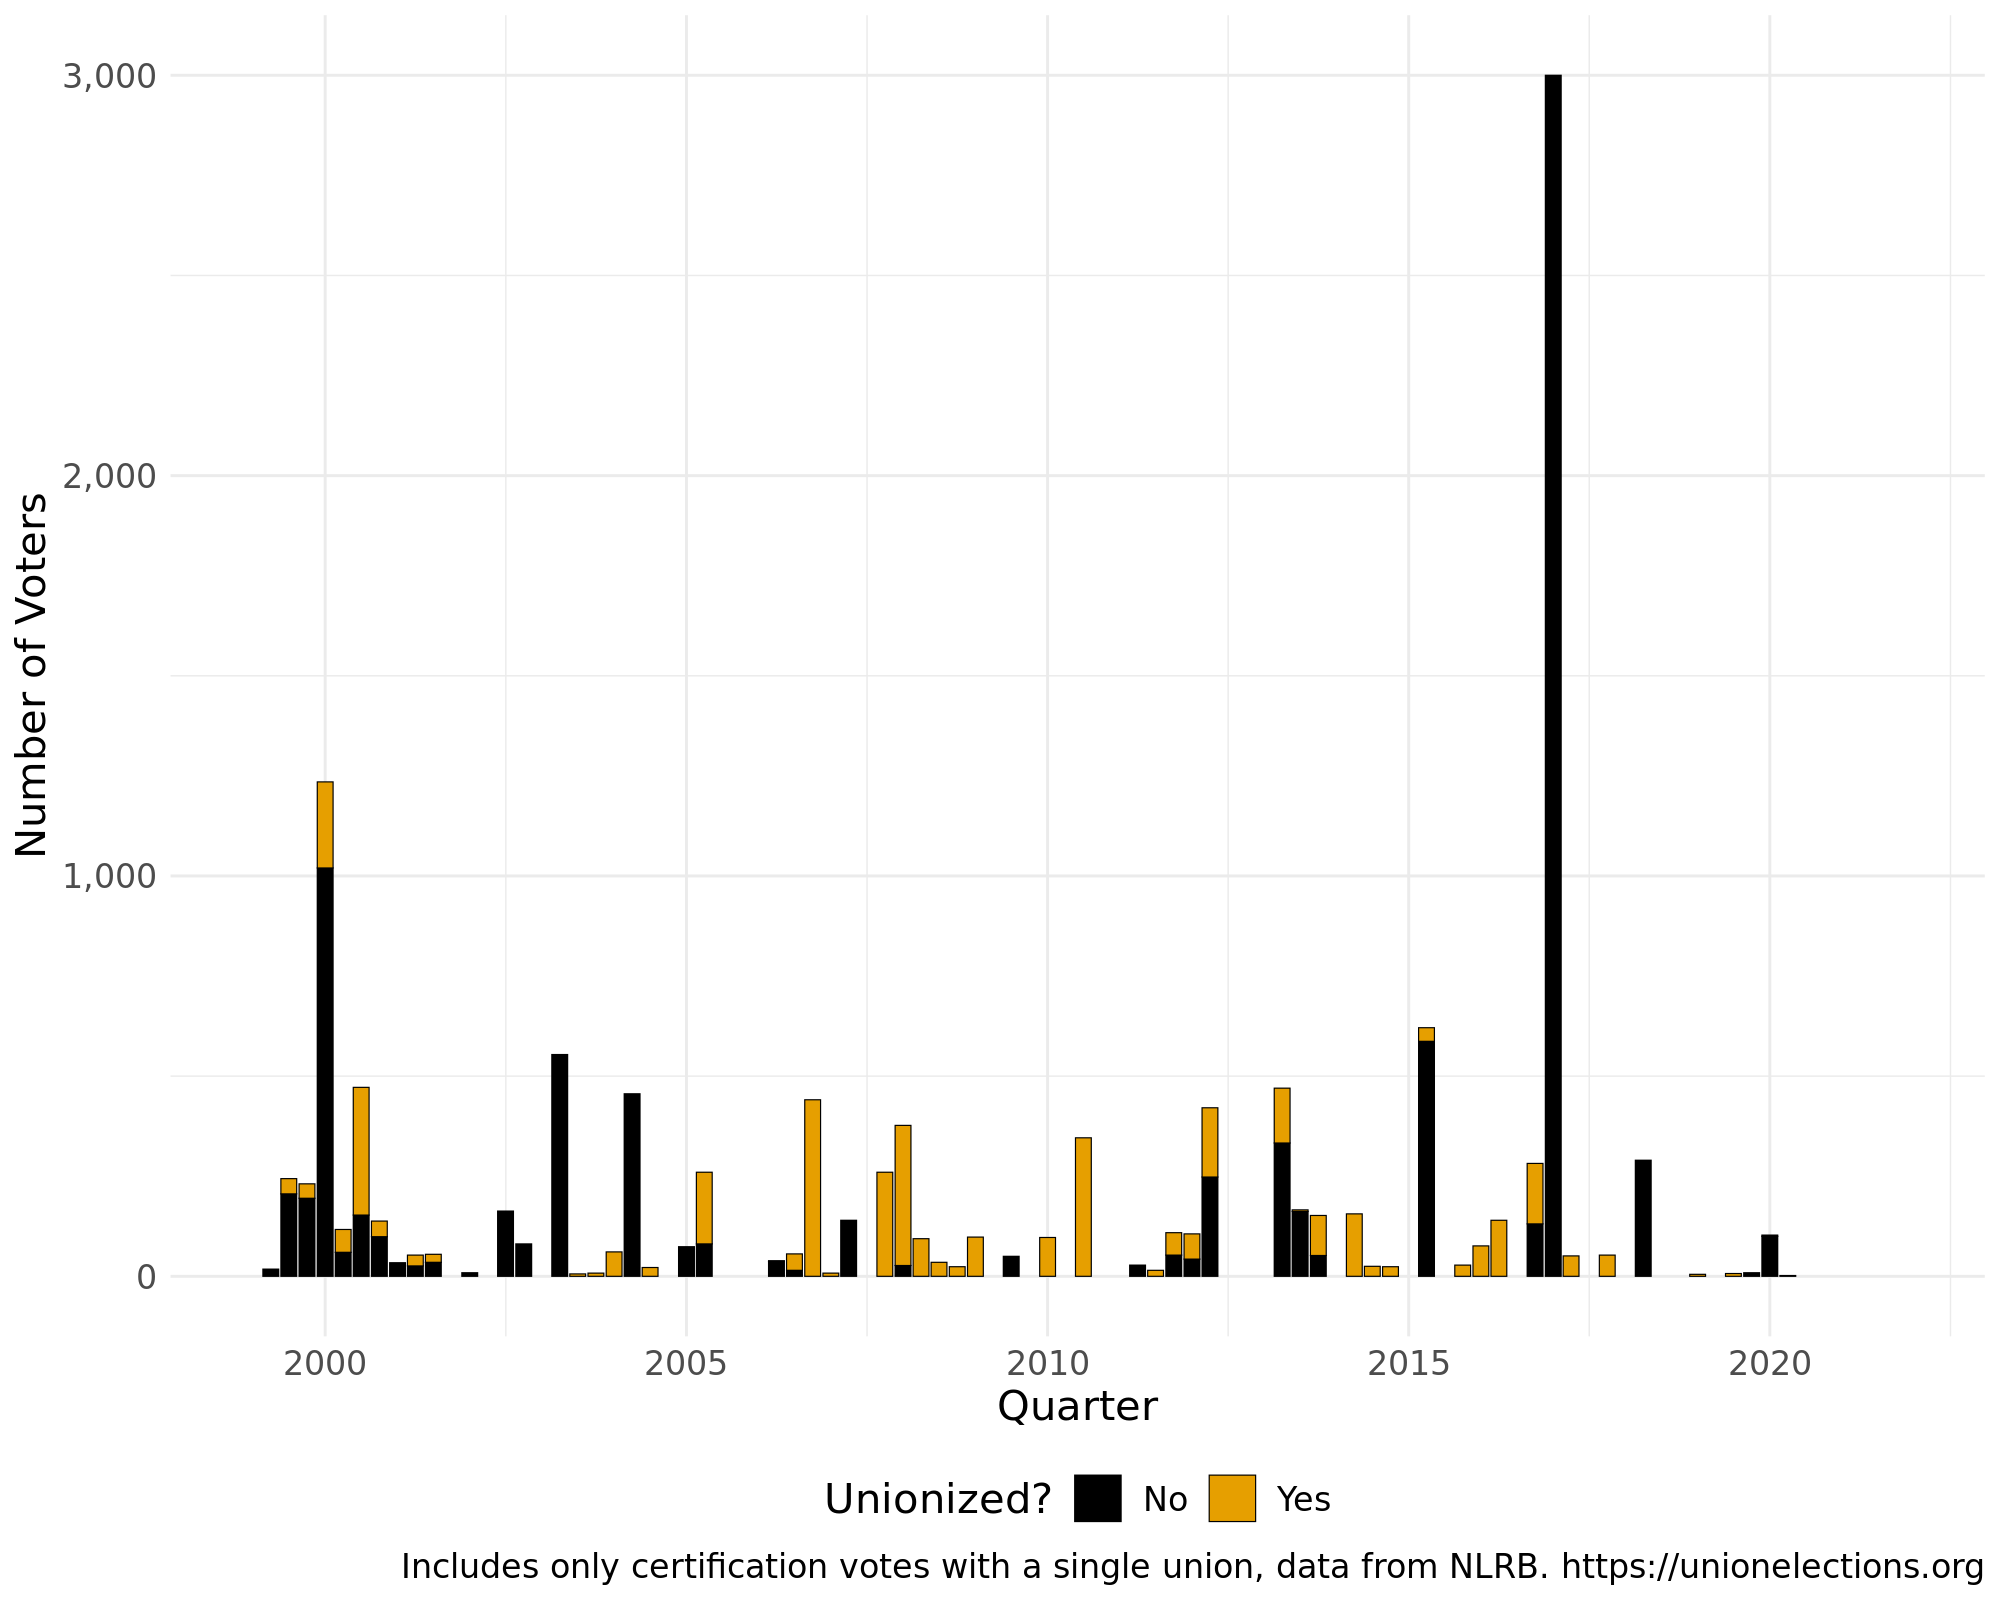 3,000
2,000
1,000
0
Number of Voters
2000 2005 2010 2015 2020
Quarter
Unionized? No Yes
Includes only certification votes with a single union, data from NLRB. https://unionelections.org